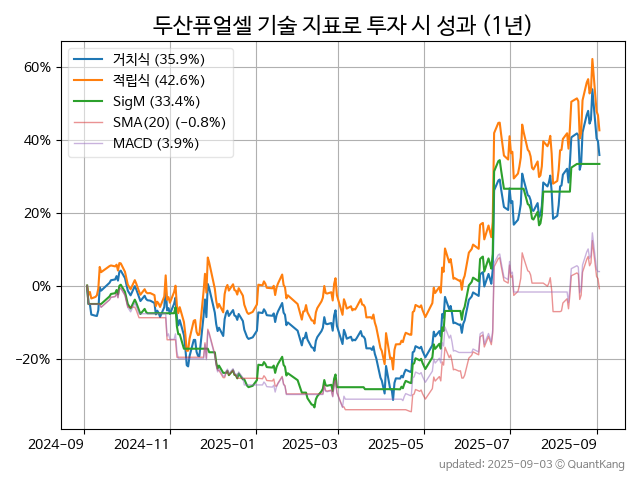 두산퓨얼셀 기술 지표로 투자 시 성과 (1년)
거치식 (35.9%)
적립식 (42.6%)
SigM (33.4%)
SMA(20) (-0.8%)
MACD (3.9%)
60%
40%
20%
0%
−20%
2024-09 2024-11 2025-01 2025-03 2025-05 2025-07 2025-09
updated: 2025-09-03 © QuantKang